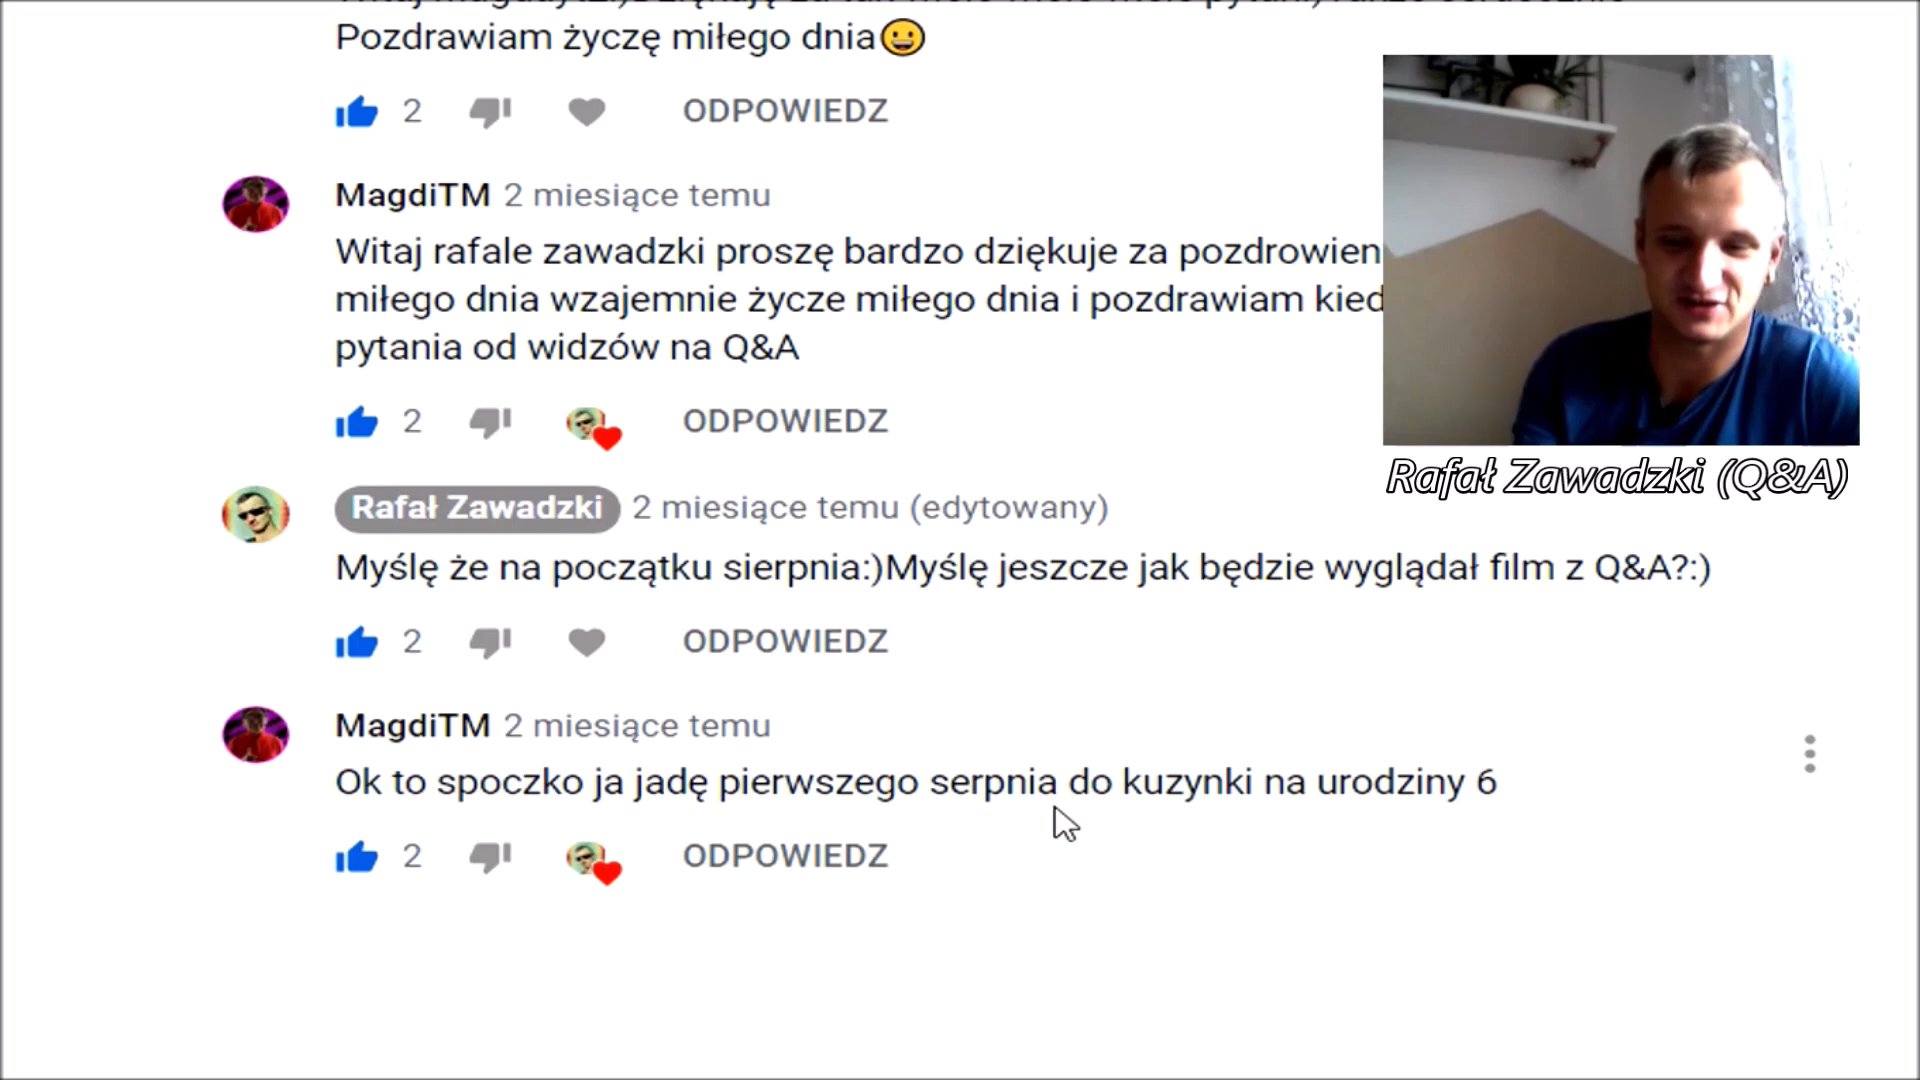 Pozdrawiam życzę miłego dnia😀
2 ODPOWIEDZ
MagdiTM 2 miesiące temu
Witaj rafale zawadzki proszę bardzo dziękuje za pozdrowien
miłego dnia wzajemnie życze miłego dnia i pozdrawiam kied
pytania od widzów na Q&A
2 ODPOWIEDZ
Rafał Zawadzki (Q&A)
Rafał Zawadzki 2 miesiące temu (edytowany)
Myślę że na początku sierpnia:)Myślę jeszcze jak będzie wyglądał film z Q&A?:)
2 ODPOWIEDZ
MagdiTM 2 miesiące temu
Ok to spoczko ja jadę pierwszego serpnia do kuzynki na urodziny 6
2 ODPOWIEDZ